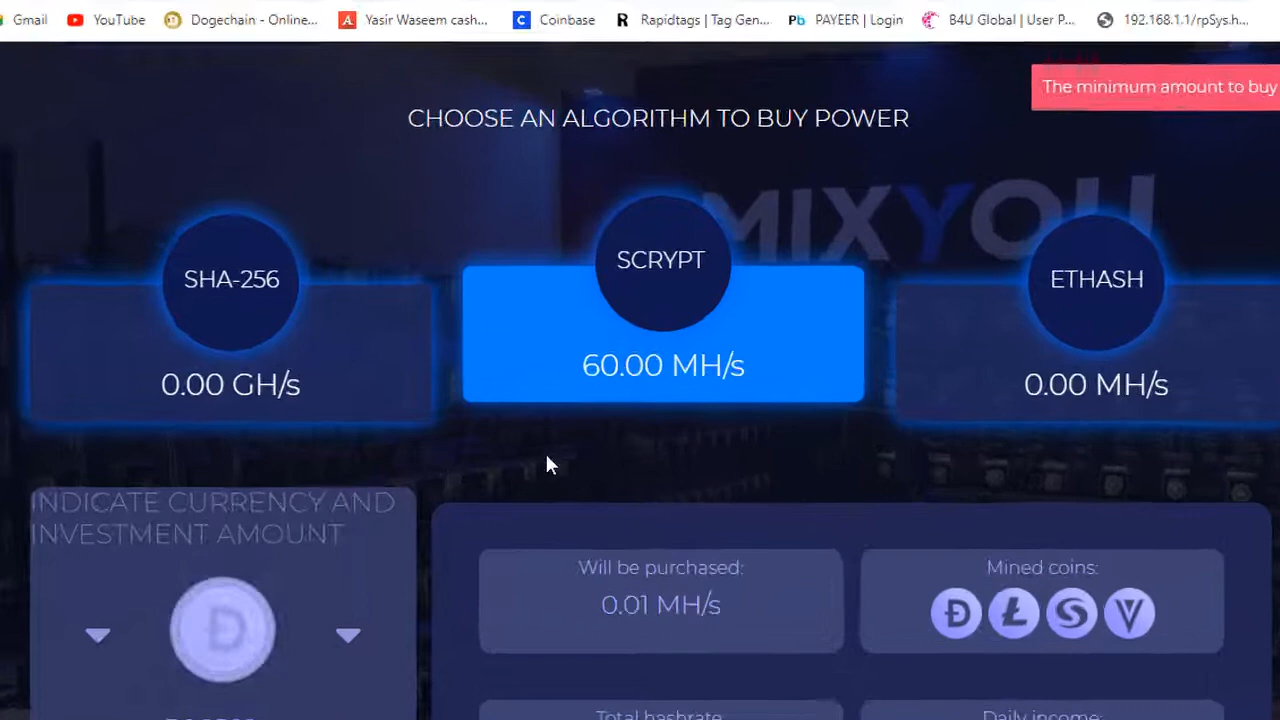 Gmail YouTube Dogechain - Online... Yasir Waseem cash... Coinbase Rapidtags | Tag Gen... PAYEER | Login B4U Global | User P... 192.168.1.1/rpSys.h...
The minimum amount to buy
CHOOSE AN ALGORITHM TO BUY POWER
MIXYOU
SHA-256 SCRYPT ETHASH
0.00 GH/s 60.00 MH/s 0.00 MH/s
INDICATE CURRENCY AND
INVESTMENT AMOUNT
Will be purchased:
0.01 MH/s
Mined coins:
Total hashrate
Daily income: